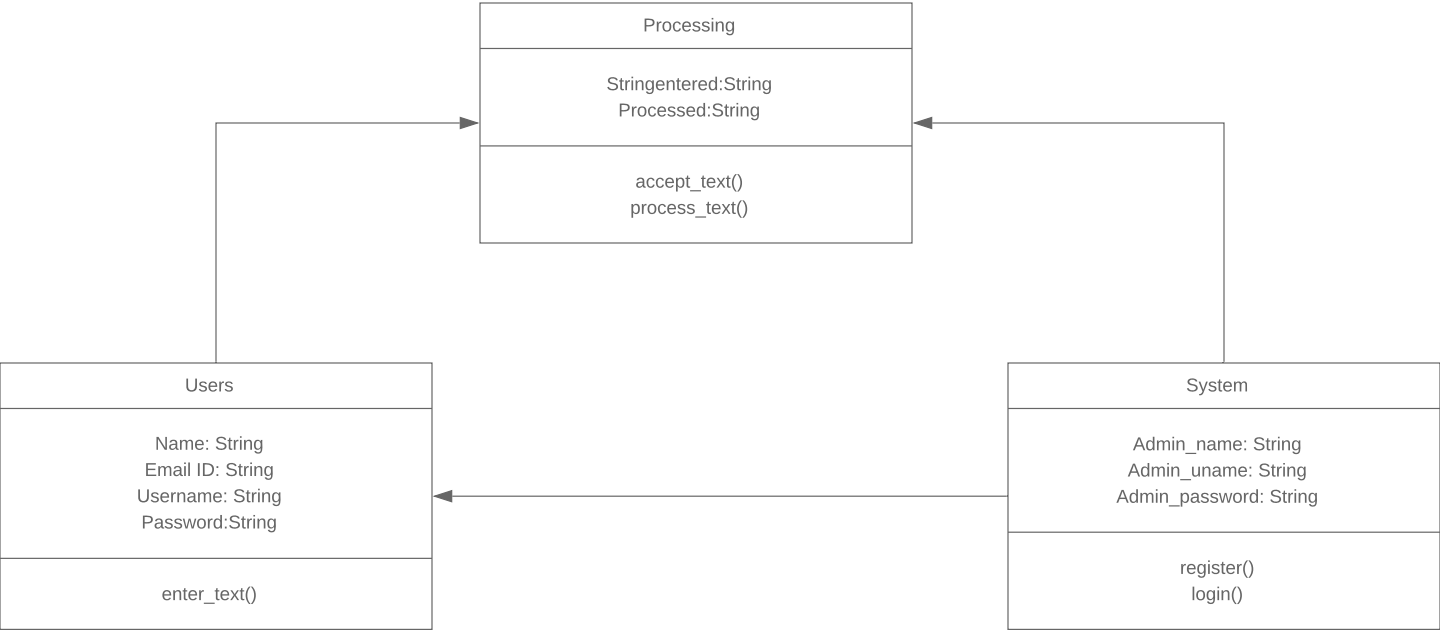 Processing
Stringentered:String
Processed:String
accept_text()
process_text()
Users
Name: String
Email ID: String
Username: String
Password:String
enter_text()
System
Admin_name: String
Admin_uname: String
Admin_password: String
register()
login()